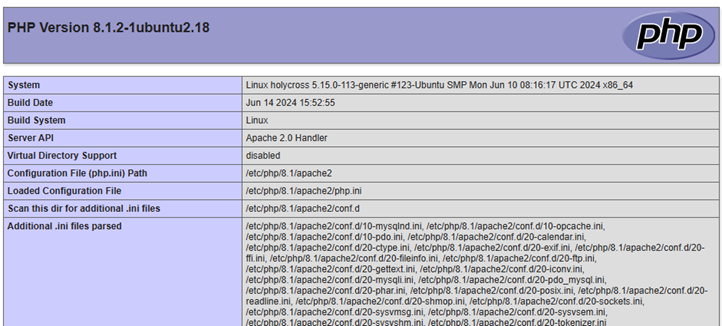 PHP Version 8.1.2-1ubuntu2.18
php
System Linux holycross 5.15.0-113-generic #123-Ubuntu SMP Mon Jun 10 08:16:17 UTC 2024 x86_64
Build Date Jun 14 2024 15:52:55
Build System Linux
Server API Apache 2.0 Handler
Virtual Directory Support disabled
Configuration File (php.ini) Path /etc/php/8.1/apache2
Loaded Configuration File /etc/php/8.1/apache2/php.ini
Scan this dir for additional .ini files /etc/php/8.1/apache2/conf.d
Additional .ini files parsed /etc/php/8.1/apache2/conf.d/10-mysqlnd.ini, /etc/php/8.1/apache2/conf.d/10-opcache.ini,
/etc/php/8.1/apache2/conf.d/10-pdo.ini, /etc/php/8.1/apache2/conf.d/20-calendar.ini,
/etc/php/8.1/apache2/conf.d/20-ctype.ini, /etc/php/8.1/apache2/conf.d/20-exif.ini, /etc/php/8.1/apache2/conf.d/20-
ffi.ini, /etc/php/8.1/apache2/conf.d/20-fileinfo.ini, /etc/php/8.1/apache2/conf.d/20-ftp.ini,
/etc/php/8.1/apache2/conf.d/20-gettext.ini, /etc/php/8.1/apache2/conf.d/20-iconv.ini,
/etc/php/8.1/apache2/conf.d/20-mysqli.ini, /etc/php/8.1/apache2/conf.d/20-pdo_mysql.ini,
/etc/php/8.1/apache2/conf.d/20-phar.ini, /etc/php/8.1/apache2/conf.d/20-posix.ini, /etc/php/8.1/apache2/conf.d/20-
readline.ini, /etc/php/8.1/apache2/conf.d/20-shmop.ini, /etc/php/8.1/apache2/conf.d/20-sockets.ini,
/etc/php/8.1/apache2/conf.d/20-sysvmsg.ini, /etc/php/8.1/apache2/conf.d/20-sysvsem.ini,
/etc/php/8.1/apache2/conf.d/20-sysvshm.ini, /etc/php/8.1/apache2/conf.d/20-tokenizer.ini